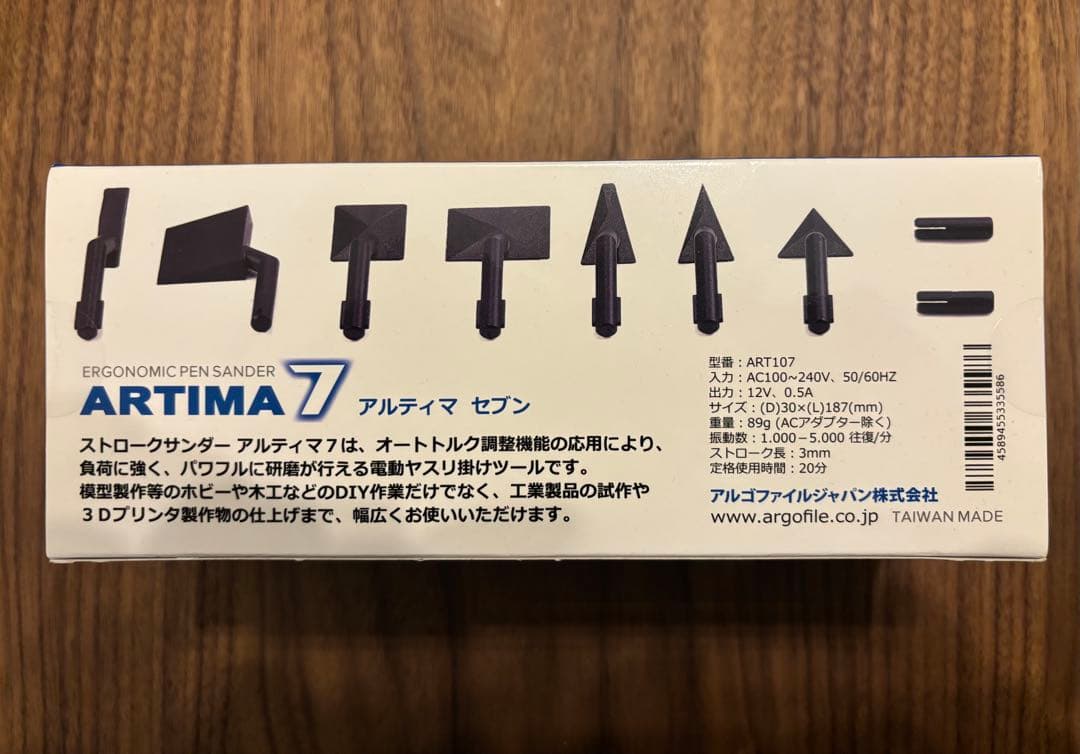 ERGONOMIC PEN SANDER
ARTIMA 7 アルティマ セブン
ストロークサンダー アルティマ7は、オートトルク調整機能の応用により、
負荷に強く、パワフルに研磨が行える電動ヤスリ掛けツールです。
模型製作等のホビーや木工などのDIY作業だけでなく、工業製品の試作や
3Dプリンタ製作物の仕上げまで、幅広くお使いいただけます。
型番：ART107
入力：AC100~240V、50/60HZ
出力：12V、0.5A
サイズ：(D)30×(L)187(mm)
重量：89g (ACアダプター除く)
振動数：1.000－5.000 往復/分
ストローク長：3mm
定格使用時間：20分
アルゴファイルジャパン株式会社
www.argofile.co.jp TAIWAN MADE
4589455335586